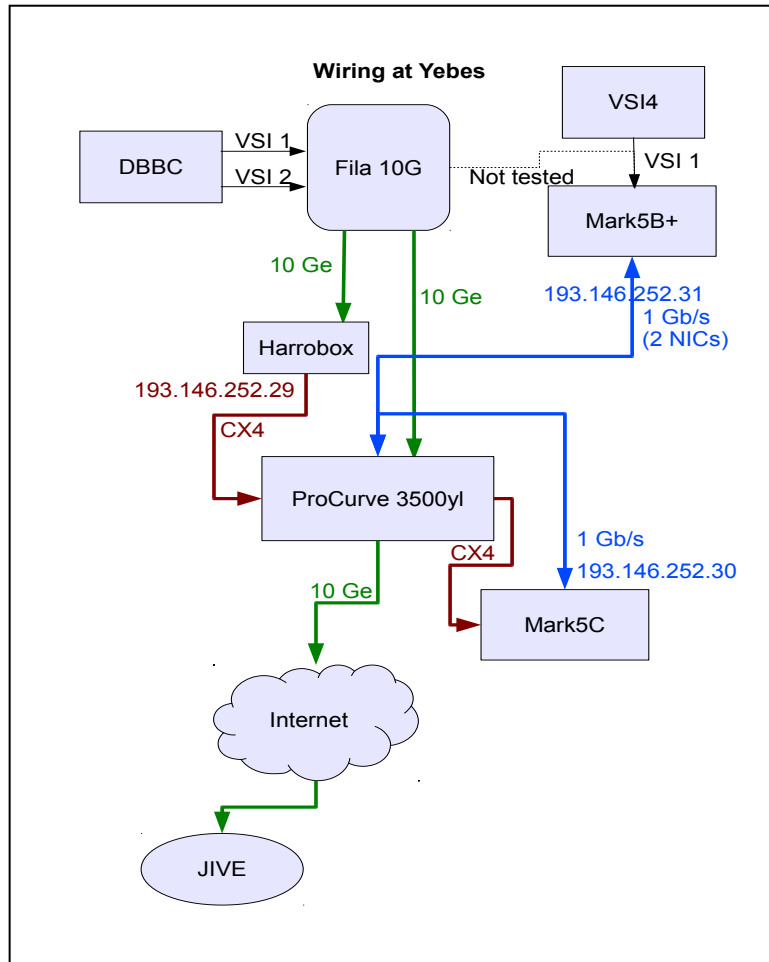 Wiring at Yebes
VSI4
DBBC
VSI 1
VSI 2
Fila 10G
Not tested
VSI 1
Mark5B+
10 Ge
10 Ge
193.146.252.31
1 Gb/s
(2 NICs)
Harrobox
193.146.252.29
CX4
ProCurve 3500yl
CX4
1 Gb/s
193.146.252.30
10 Ge
Mark5C
Internet
JIVE